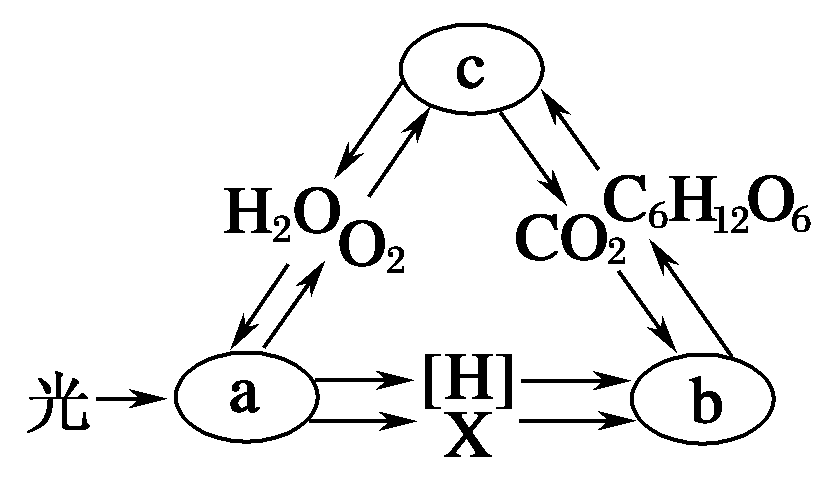 c
H₂O
O₂
CO₂
C₆H₁₂O₆
光
a
[H]
X
b